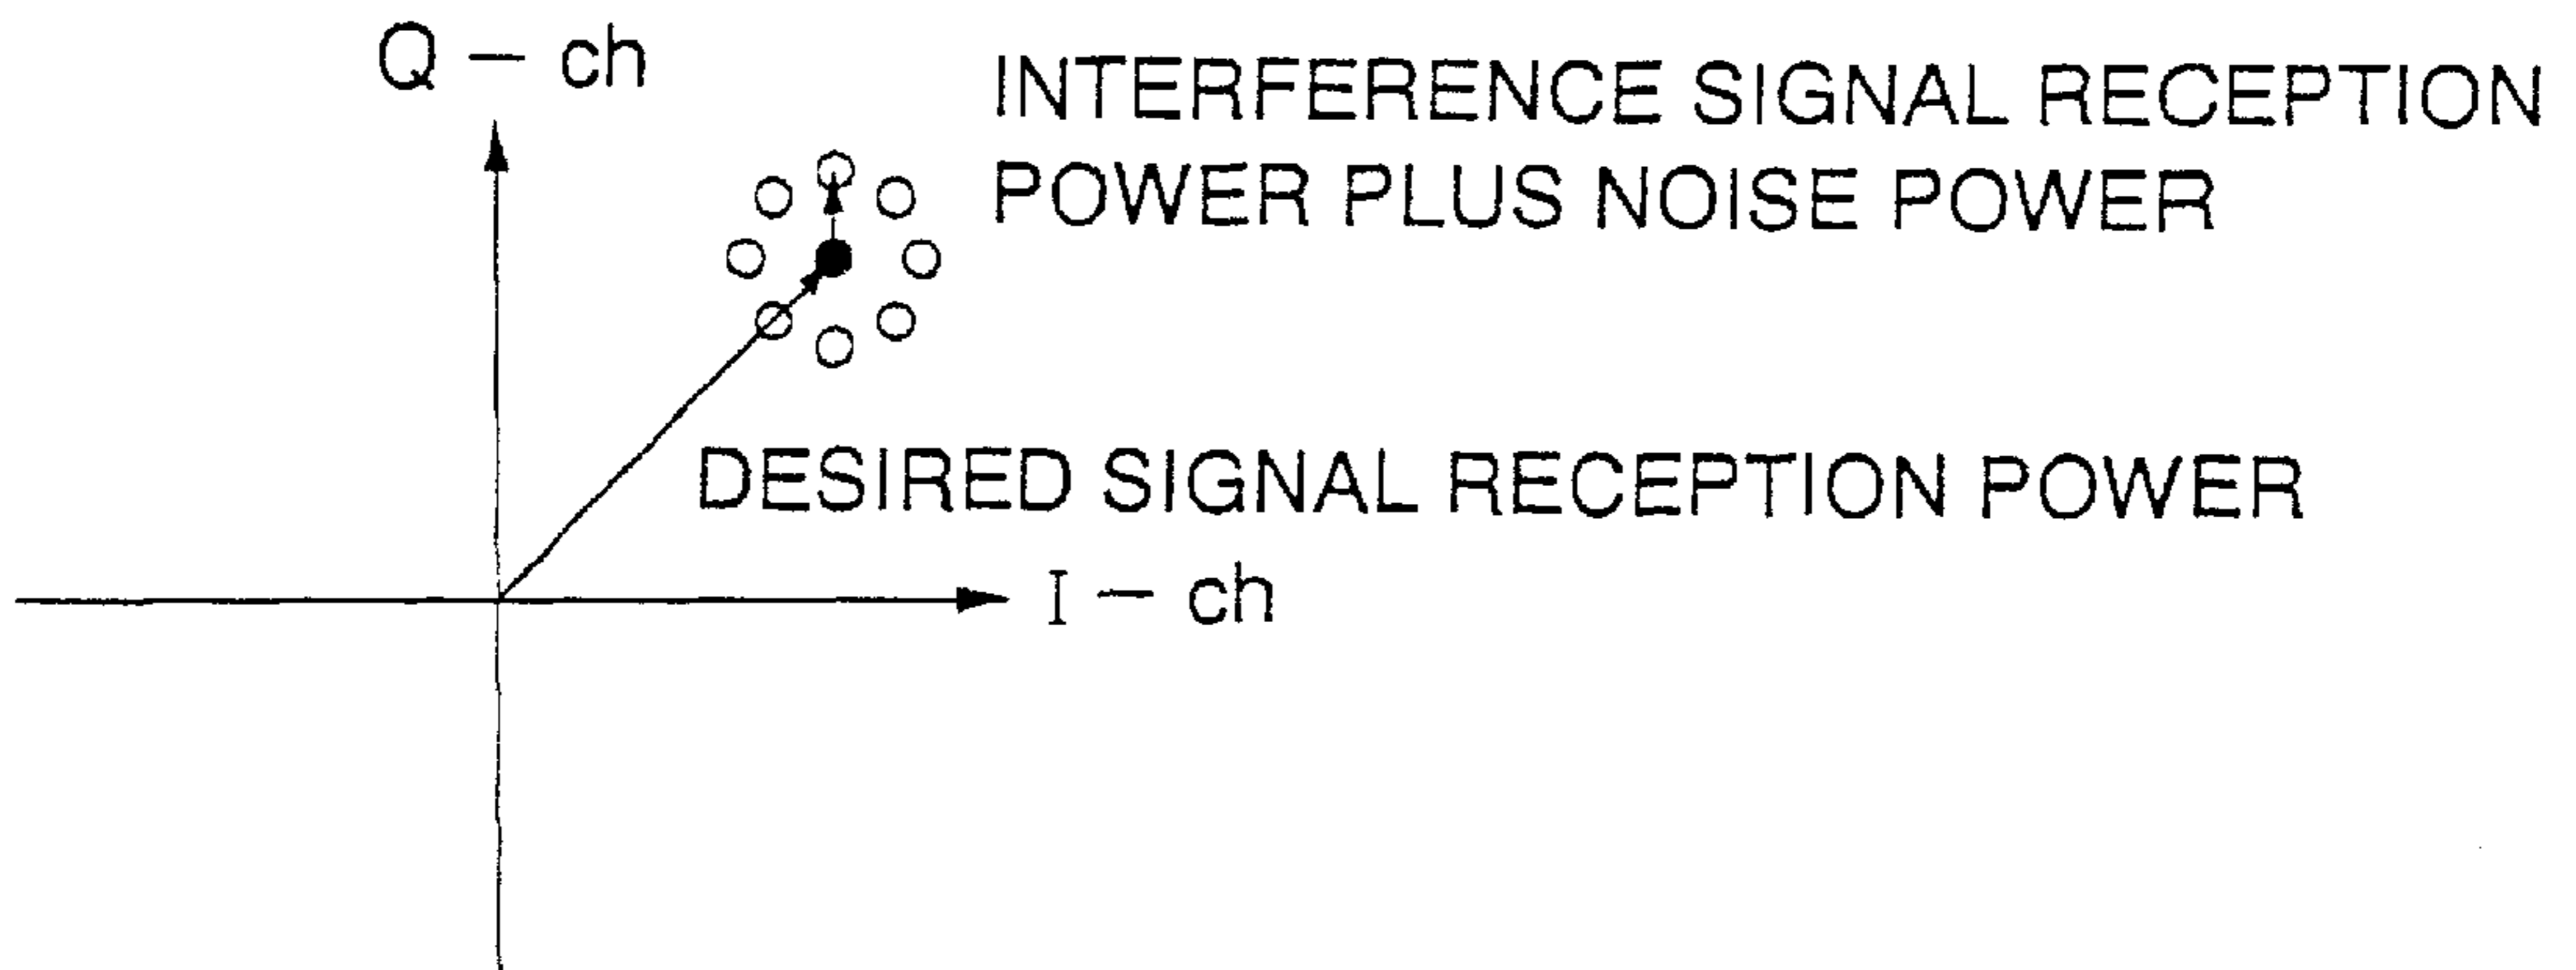 Q – ch
INTERFERENCE SIGNAL RECEPTION
POWER PLUS NOISE POWER
DESIRED SIGNAL RECEPTION POWER
I – ch